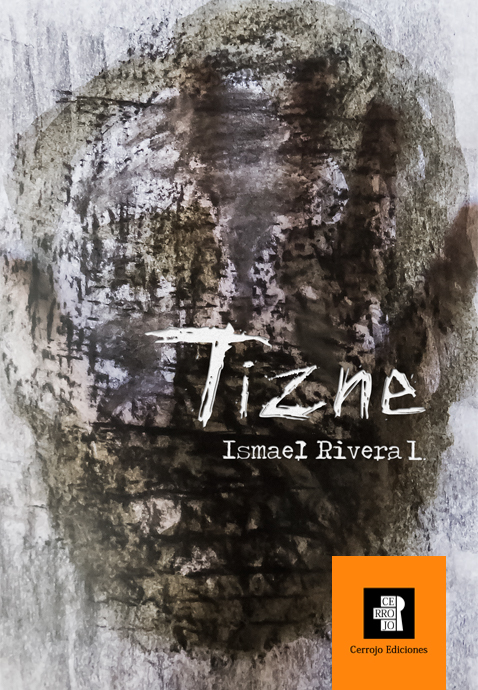 Tizne
Ismael Rivera L.
CE
RRO
JO
R
Cerrojo Ediciones